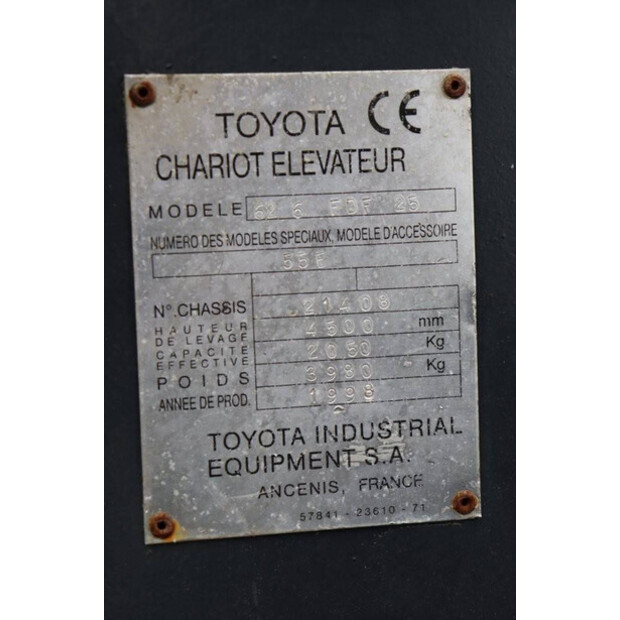 TOYOTA CE
CHARIOT ELEVATEUR
MODELE 62 6 FDF 25
NUMERO DES MODELES SPECIAUX, MODELE D'ACCESSOIRE
N°.CHASSIS 21408
HAUTEUR DE LEVAGE 4500 mm
CAPACITE EFFECTIVE 2050 Kg
POIDS 3980 Kg
ANNEE DE PROD. 1998
TOYOTA INDUSTRIAL
EQUIPMENT S.A.
ANCENIS, FRANCE
57841 - 23610 - 71